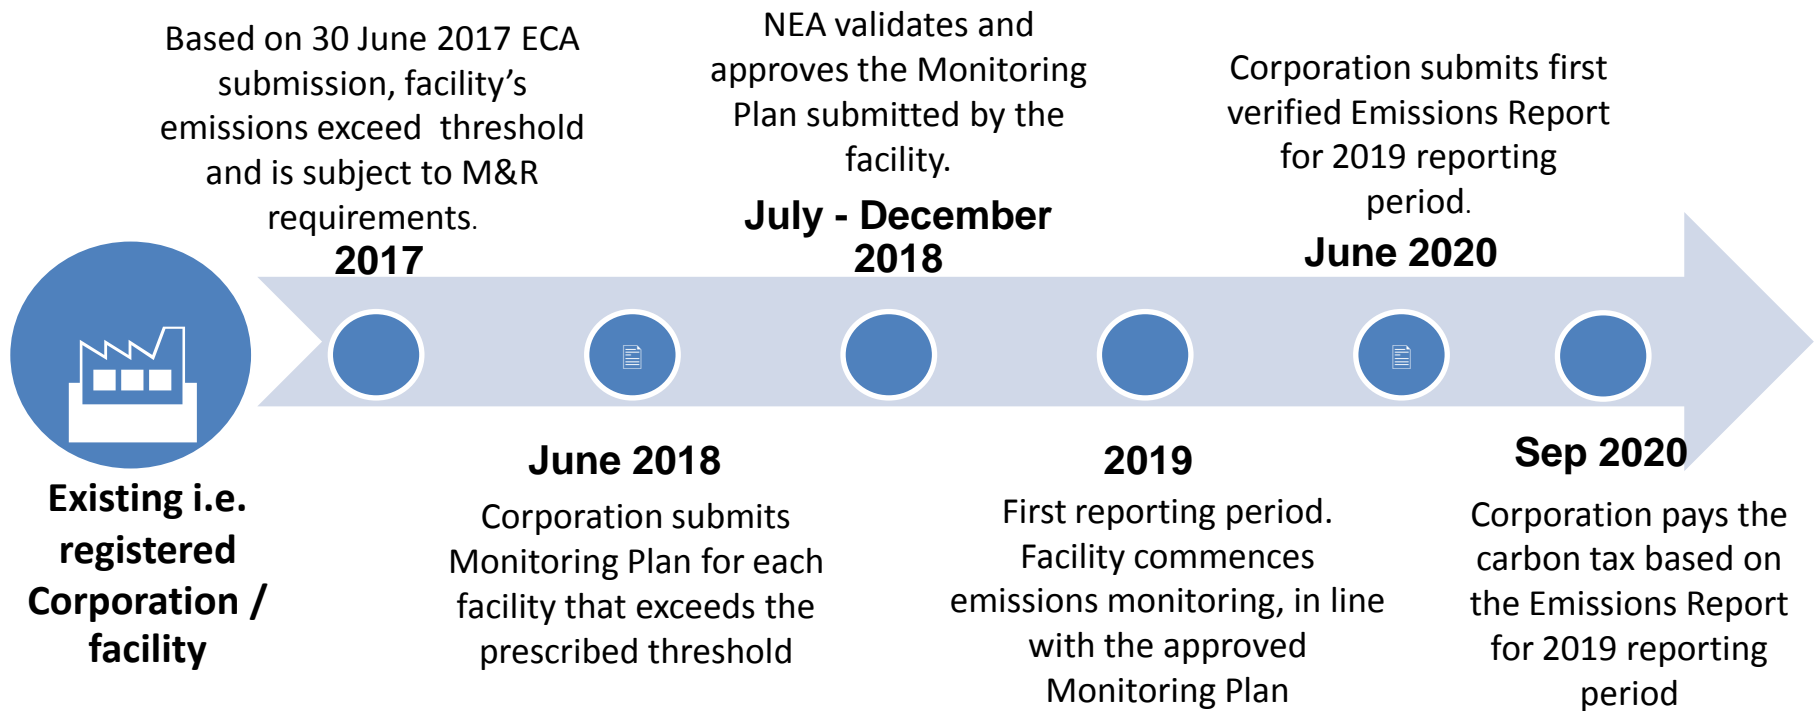 Based on 30 June 2017 ECA
submission, facility's
emissions exceed threshold
and is subject to M&R
requirements.
2017
NEA validates and
approves the Monitoring
Plan submitted by the
facility.
July - December
2018
Corporation submits first
verified Emissions Report
for 2019 reporting
period.
June 2020
Existing i.e.
registered
Corporation /
facility
June 2018
Corporation submits
Monitoring Plan for each
facility that exceeds the
prescribed threshold
2019
First reporting period.
Facility commences
emissions monitoring, in line
with the approved
Monitoring Plan
Sep 2020
Corporation pays the
carbon tax based on
the Emissions Report
for 2019 reporting
period